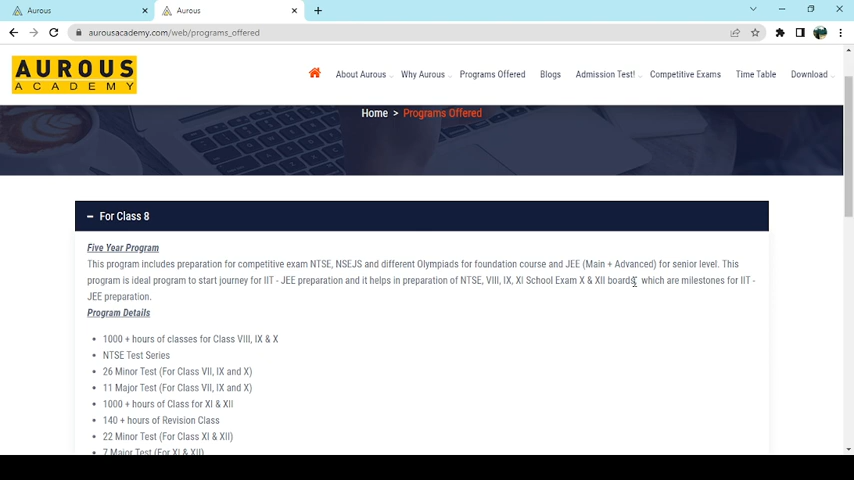 Aurous
Aurous
aurousacademy.com/web/programs_offered
AUROUS
ACADEMY
About Aurous
Why Aurous
Programs Offered
Blogs
Admission Test!
Competitive Exams
Time Table
Download
Home > Programs Offered
− For Class 8
Five Year Program
This program includes preparation for competitive exam NTSE, NSEJS and different Olympiads for foundation course and JEE (Main + Advanced) for senior level. This
program is ideal program to start journey for IIT - JEE preparation and it helps in preparation of NTSE, VIII, IX, XI School Exam X & XII boards, which are milestones for IIT -
JEE preparation.
Program Details
• 1000 + hours of classes for Class VIII, IX & X
• NTSE Test Series
• 26 Minor Test (For Class VII, IX and X)
• 11 Major Test (For Class VII, IX and X)
• 1000 + hours of Class for XI & XII
• 140 + hours of Revision Class
• 22 Minor Test (For Class XI & XII)
• 7 Major Test (For XI & XII)